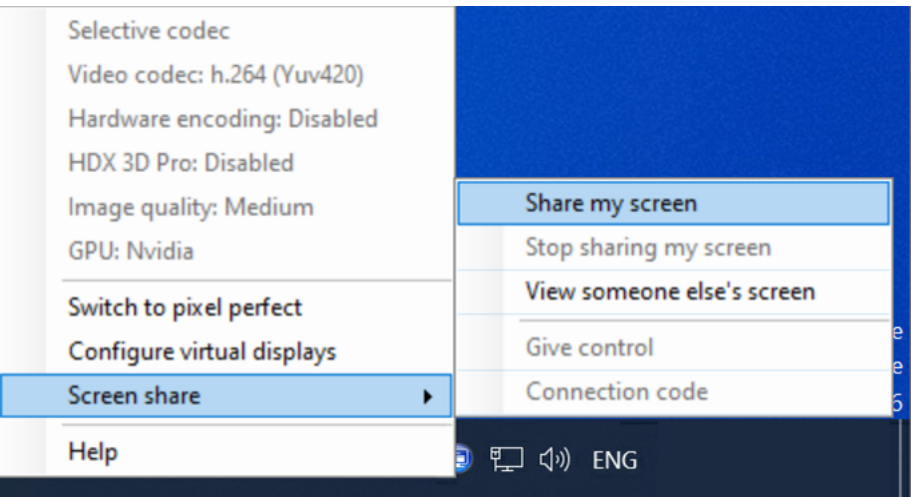 Selective codec
Video codec: h.264 (Yuv420)
Hardware encoding: Disabled
HDX 3D Pro: Disabled
Image quality: Medium
GPU: Nvidia
Switch to pixel perfect
Configure virtual displays
Screen share
Help
Share my screen
Stop sharing my screen
View someone else's screen
Give control
Connection code
e
e
6
ENG